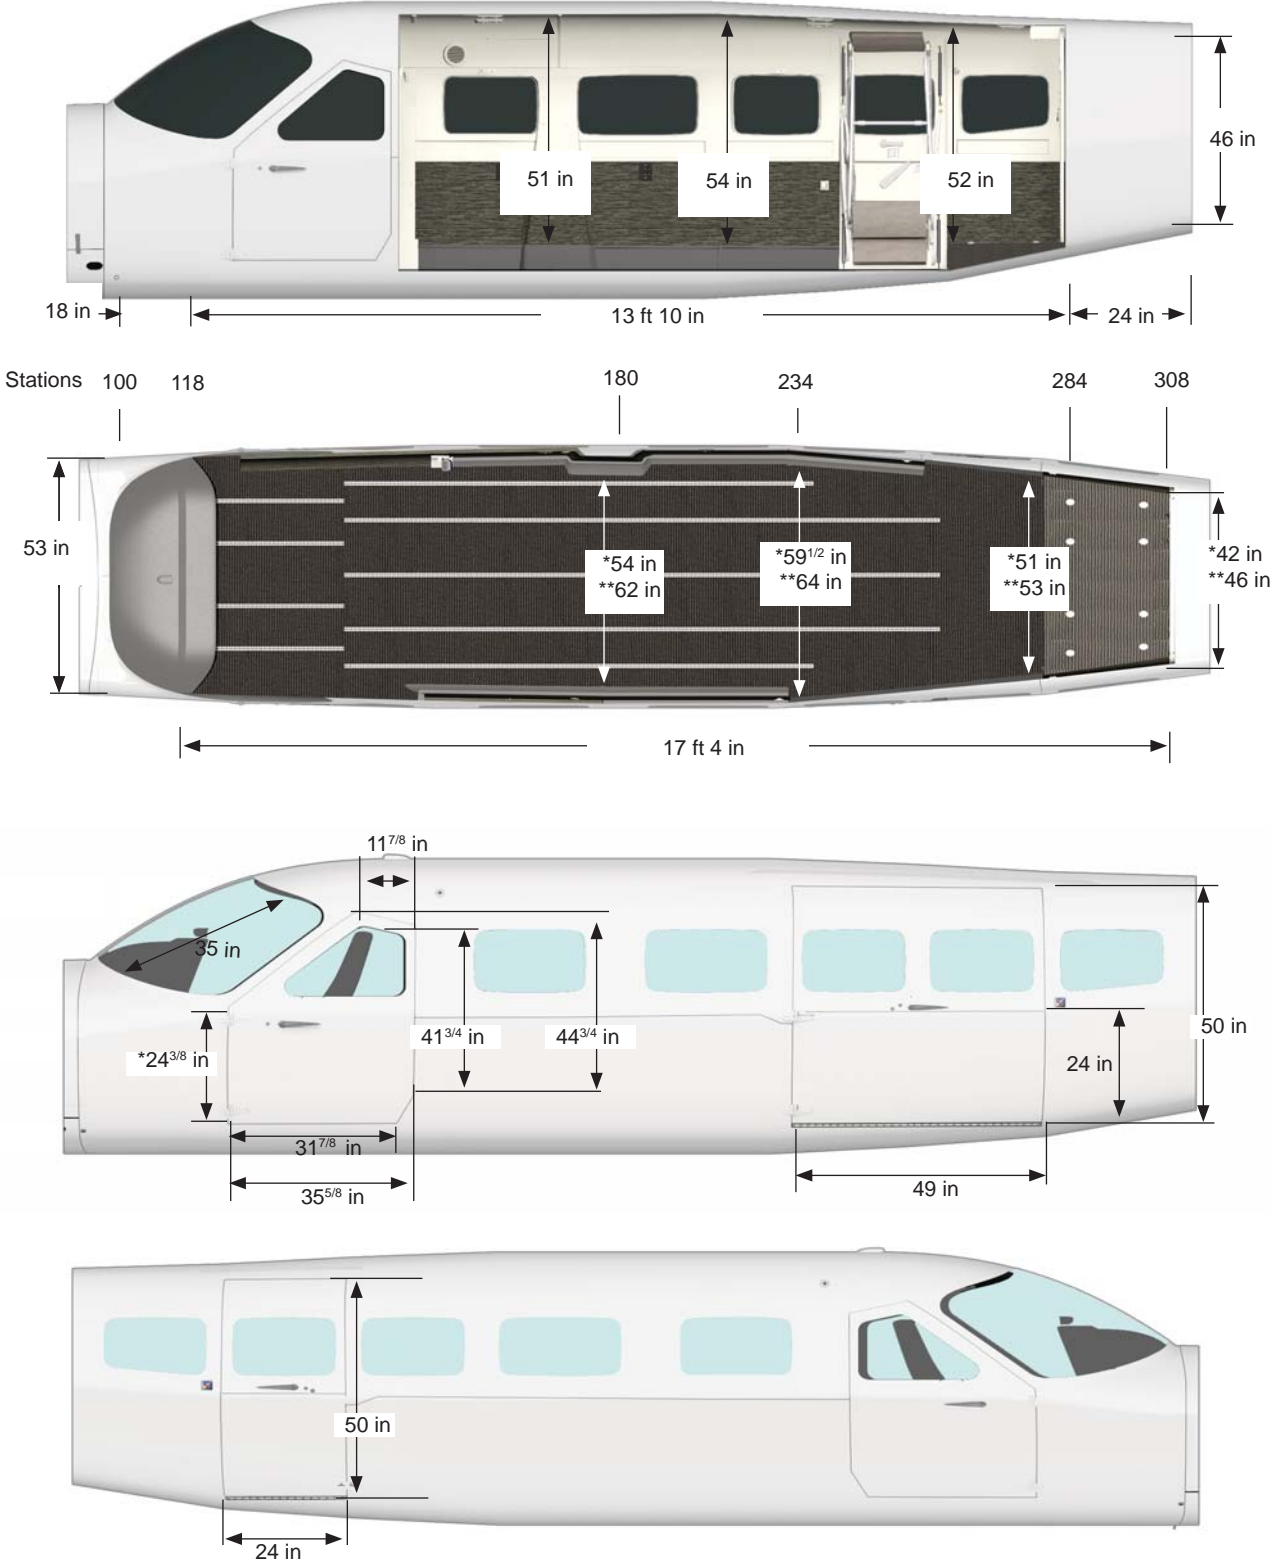 46 in
51 in 54 in 52 in
18 in 13 ft 10 in 24 in
Stations 100 118 180 234 284 308
53 in
*54 in
**62 in
*59 1/2 in
**64 in
*51 in
**53 in
*42 in
**46 in
17 ft 4 in
11 7/8 in
35 in
41 3/4 in 44 3/4 in 50 in
*24 3/8 in 24 in
31 7/8 in
35 5/8 in 49 in
50 in
24 in